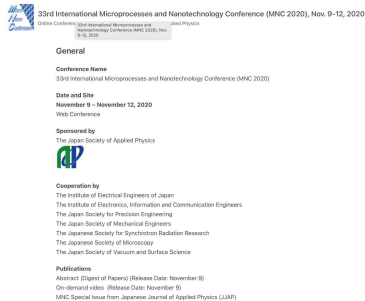 33rd International Microprocesses and Nanotechnology Conference (MNC 2020), Nov. 9-12, 2020
Online Conferen
33rd International Microprocesses and
Nanotechnology Conference (MNC 2020), Nov.
9-12, 2020
plied Physics
General
Conference Name
33rd International Microprocesses and Nanotechnology Conference (MNC 2020)
Date and Site
November 9 – November 12, 2020
Web Conference
Sponsored by
The Japan Society of Applied Physics
Cooperation by
The Institute of Electrical Engineers of Japan
The Institute of Electronics, Information and Communication Engineers
The Japan Society for Precision Engineering
The Japan Society of Mechanical Engineers
The Japanese Society for Synchrotron Radiation Research
The Japanese Society of Microscopy
The Japan Society of Vacuum and Surface Science
Publications
Abstract (Digest of Papers) (Release Date: November 9)
On-demand video (Release Date: November 9)
MNC Special Issue from Japanese Journal of Applied Physics (JJAP)